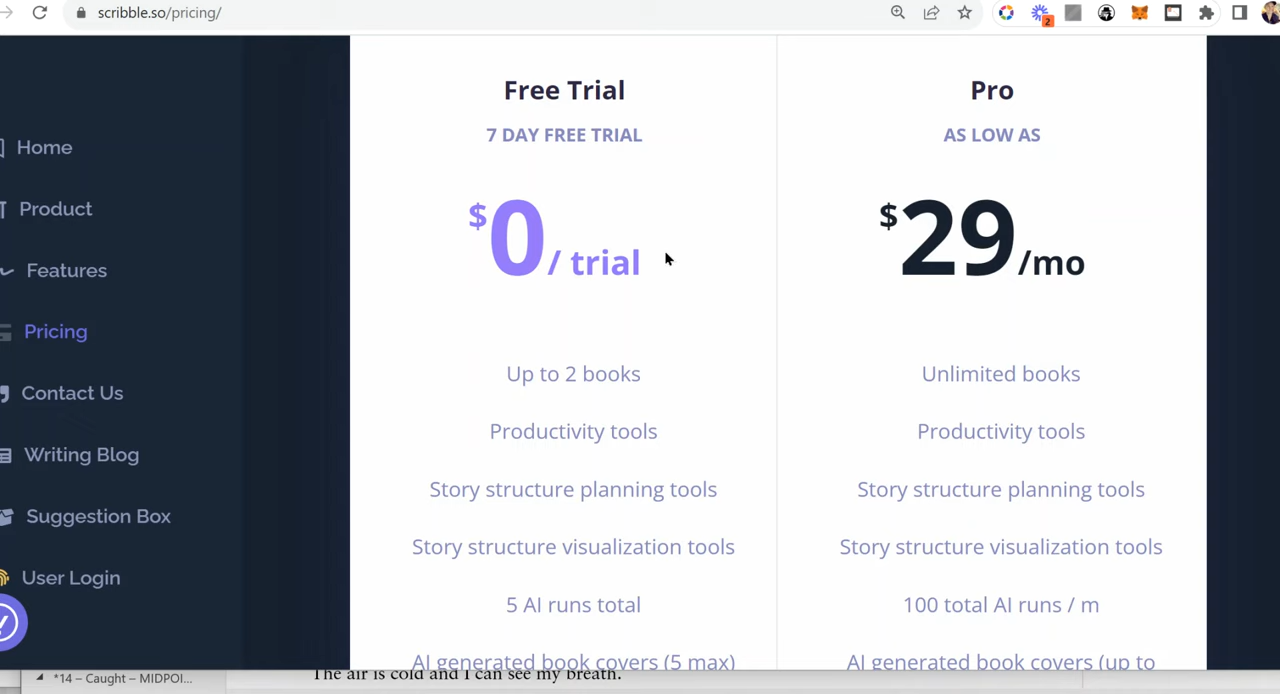 scribble.so/pricing/
2
Home
Product
Features
Pricing
Contact Us
Writing Blog
Suggestion Box
User Login
Free Trial
7 DAY FREE TRIAL
$0/ trial
Up to 2 books
Productivity tools
Story structure planning tools
Story structure visualization tools
5 AI runs total
AI generated book covers (5 max)
Pro
AS LOW AS
$29/mo
Unlimited books
Productivity tools
Story structure planning tools
Story structure visualization tools
100 total AI runs / m
AI generated book covers (up to
*14 – Caught – MIDPOI...
The air is cold and I can see my breath.